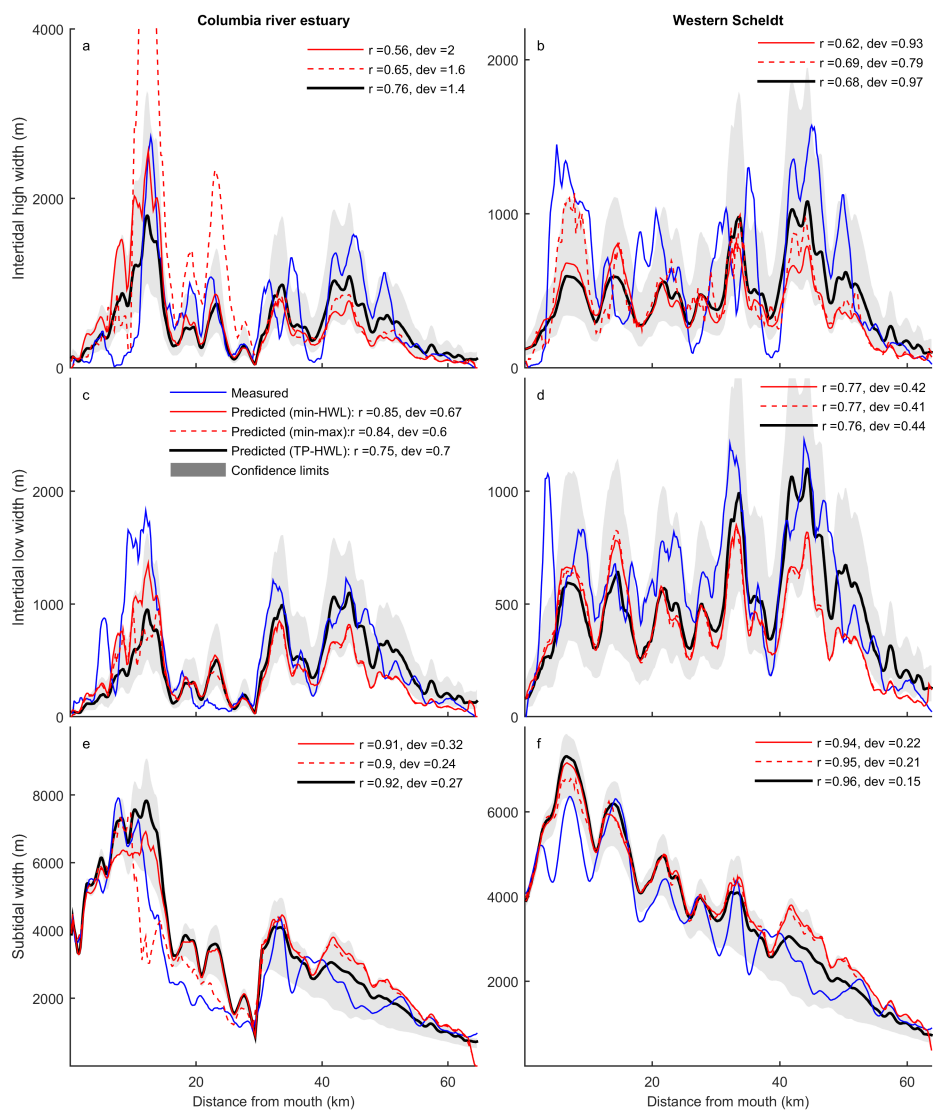 Columbia river estuary
Western Scheldt
a
r =0.56, dev =2
r =0.65, dev =1.6
r =0.76, dev =1.4
4000
2000
0
Intertidal high width (m)
b
r =0.62, dev =0.93
r =0.69, dev =0.79
r =0.68, dev =0.97
2000
1000
0
c
Measured
Predicted (min-HWL): r =0.85, dev =0.67
Predicted (min-max):r =0.84, dev =0.6
Predicted (TP-HWL): r =0.75, dev =0.7
Confidence limits
2000
1000
0
Intertidal low width (m)
d
r =0.77, dev =0.42
r =0.77, dev =0.41
r =0.76, dev =0.44
1000
500
0
e
r =0.91, dev =0.32
r =0.9, dev =0.24
r =0.92, dev =0.27
8000
6000
4000
2000
Subtidal width (m)
20
40
60
Distance from mouth (km)
f
r =0.94, dev =0.22
r =0.95, dev =0.21
r =0.96, dev =0.15
6000
4000
2000
20
40
60
Distance from mouth (km)